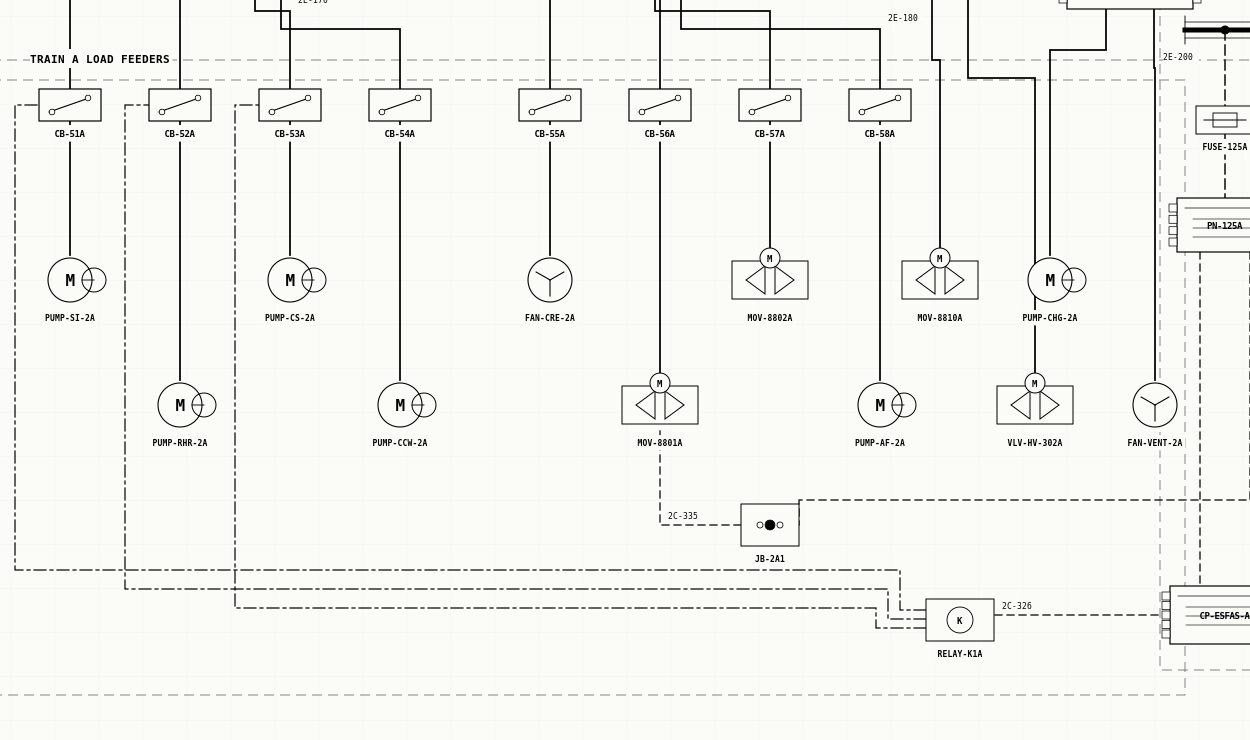 2E-170
2E-180
TRAIN A LOAD FEEDERS
2E-200
CB-51A
CB-52A
CB-53A
CB-54A
CB-55A
CB-56A
CB-57A
CB-58A
FUSE-125A
PN-125A
M
M
M
M
M
PUMP-SI-2A
PUMP-CS-2A
FAN-CRE-2A
MOV-8802A
MOV-8810A
PUMP-CHG-2A
M
M
M
M
M
PUMP-RHR-2A
PUMP-CCW-2A
MOV-8801A
PUMP-AF-2A
VLV-HV-302A
FAN-VENT-2A
2C-335
JB-2A1
2C-326
K
CP-ESFAS-A
RELAY-K1A